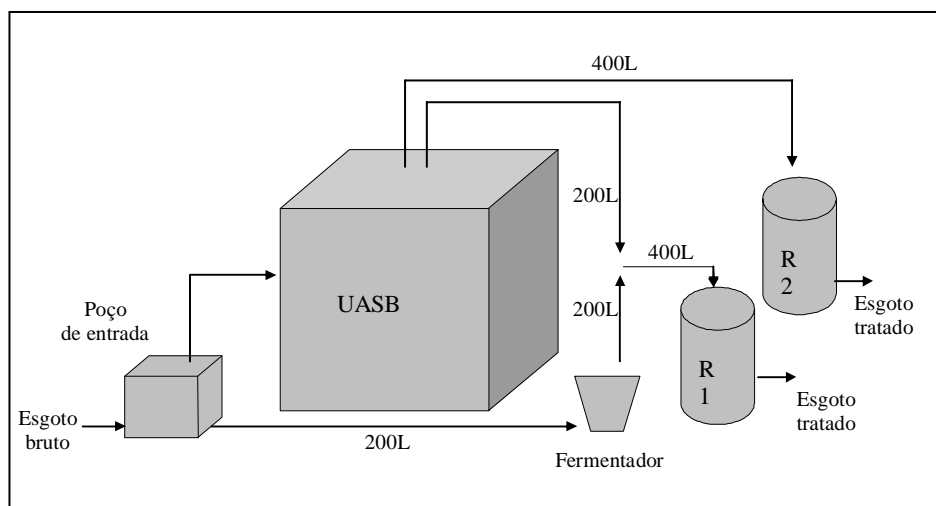 400L
200L
400L
R
2
Esgoto
tratado
Poço
de entrada
UASB
200L
R
1
Esgoto
tratado
Esgoto
bruto
200L
Fermentador